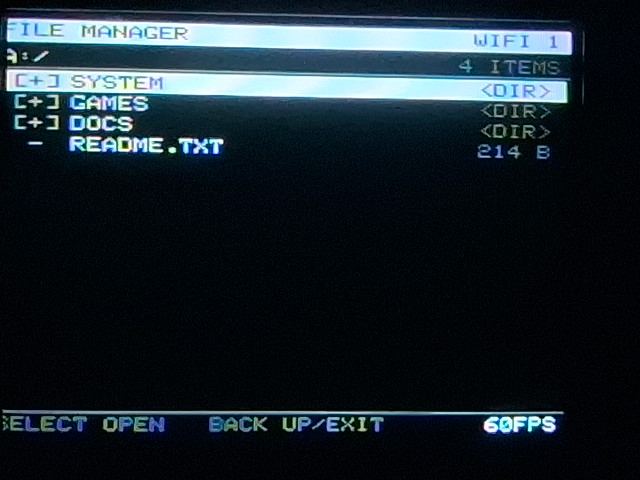 FILE MANAGER WIFI 1
A:/ 4 ITEMS
[+] SYSTEM <DIR>
[+] GAMES <DIR>
[+] DOCS <DIR>
- README.TXT 214 B
SELECT OPEN BACK UP/EXIT 60FPS